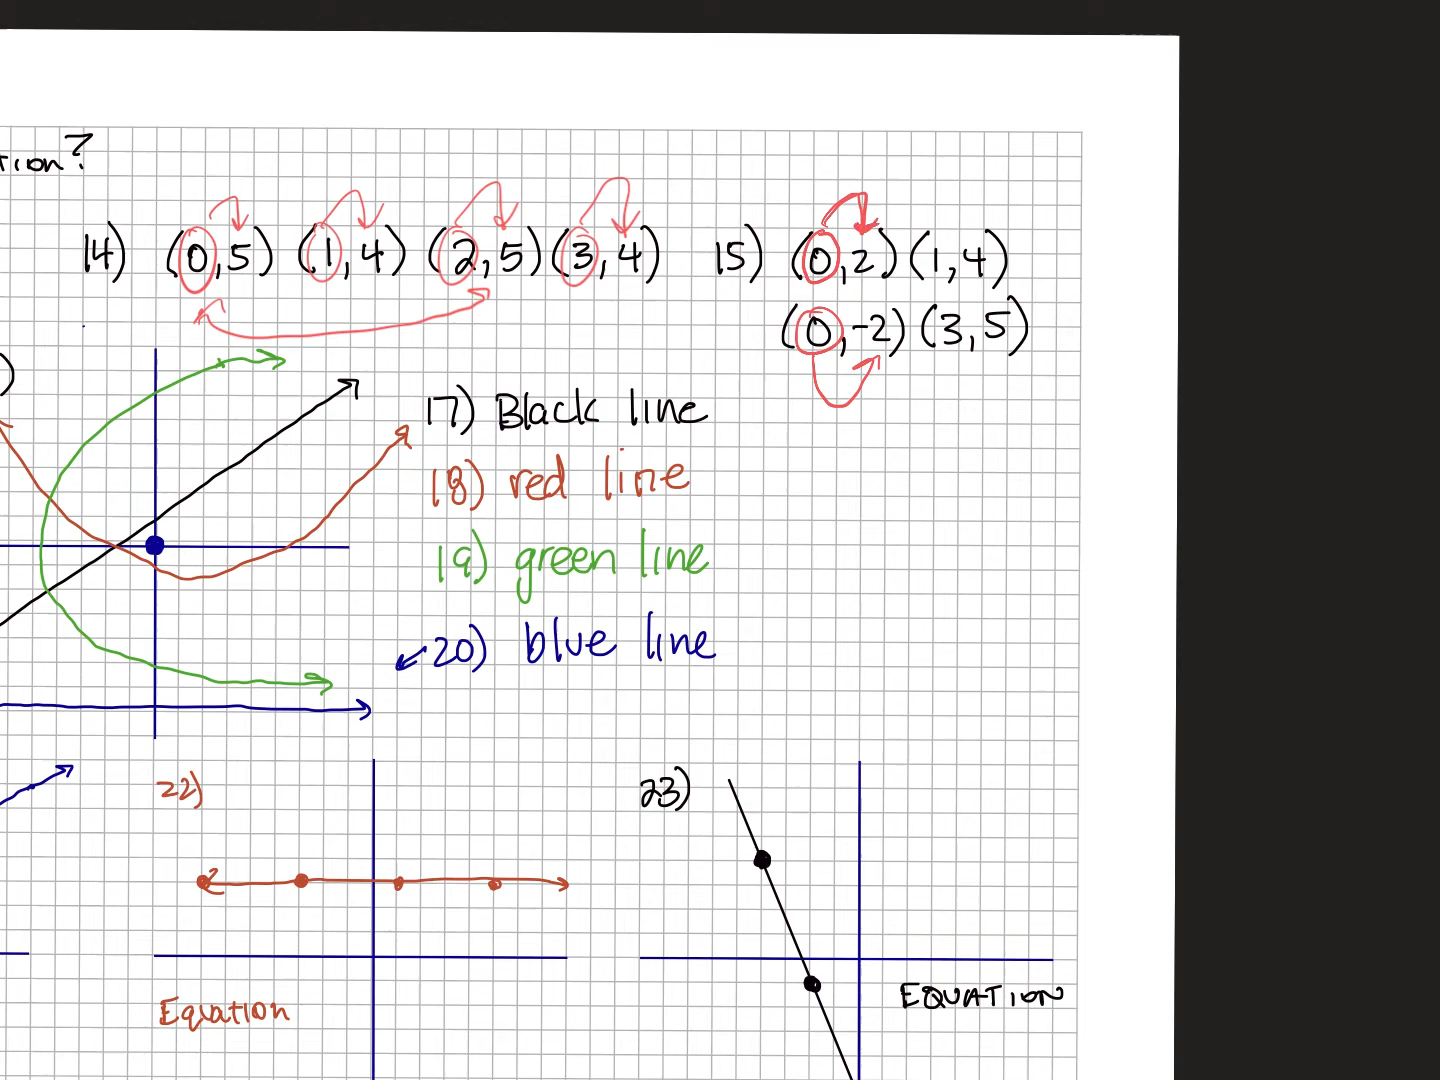 tion?
14) (0,5) (1,4) (2,5) (3,4)
15) (0,2) (1,4)
(0,-2) (3,5)
)
17) Black line
18) red line
19) green line
20) blue line
22)
23)
Equation
EQUATION